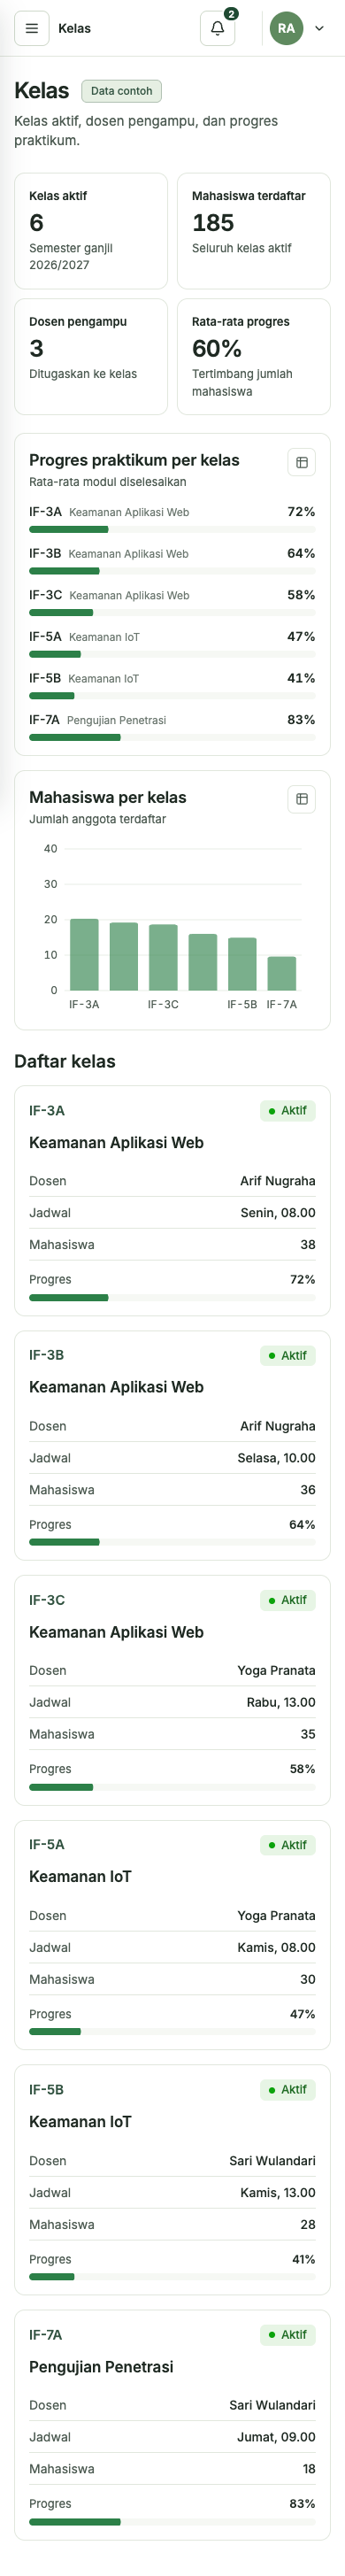 Kelas
2
RA
Kelas
Data contoh
Kelas aktif, dosen pengampu, dan progres
praktikum.
Kelas aktif
6
Semester ganjil
2026/2027
Mahasiswa terdaftar
185
Seluruh kelas aktif
Dosen pengampu
3
Ditugaskan ke kelas
Rata-rata progres
60%
Tertimbang jumlah
mahasiswa
Progres praktikum per kelas
Rata-rata modul diselesaikan
IF-3A Keamanan Aplikasi Web 72%
IF-3B Keamanan Aplikasi Web 64%
IF-3C Keamanan Aplikasi Web 58%
IF-5A Keamanan IoT 47%
IF-5B Keamanan IoT 41%
IF-7A Pengujian Penetrasi 83%
Mahasiswa per kelas
Jumlah anggota terdaftar
40
30
20
10
0
IF-3A IF-3C IF-5B IF-7A
Daftar kelas
IF-3A Aktif
Keamanan Aplikasi Web
Dosen Arif Nugraha
Jadwal Senin, 08.00
Mahasiswa 38
Progres 72%
IF-3B Aktif
Keamanan Aplikasi Web
Dosen Arif Nugraha
Jadwal Selasa, 10.00
Mahasiswa 36
Progres 64%
IF-3C Aktif
Keamanan Aplikasi Web
Dosen Yoga Pranata
Jadwal Rabu, 13.00
Mahasiswa 35
Progres 58%
IF-5A Aktif
Keamanan IoT
Dosen Yoga Pranata
Jadwal Kamis, 08.00
Mahasiswa 30
Progres 47%
IF-5B Aktif
Keamanan IoT
Dosen Sari Wulandari
Jadwal Kamis, 13.00
Mahasiswa 28
Progres 41%
IF-7A Aktif
Pengujian Penetrasi
Dosen Sari Wulandari
Jadwal Jumat, 09.00
Mahasiswa 18
Progres 83%